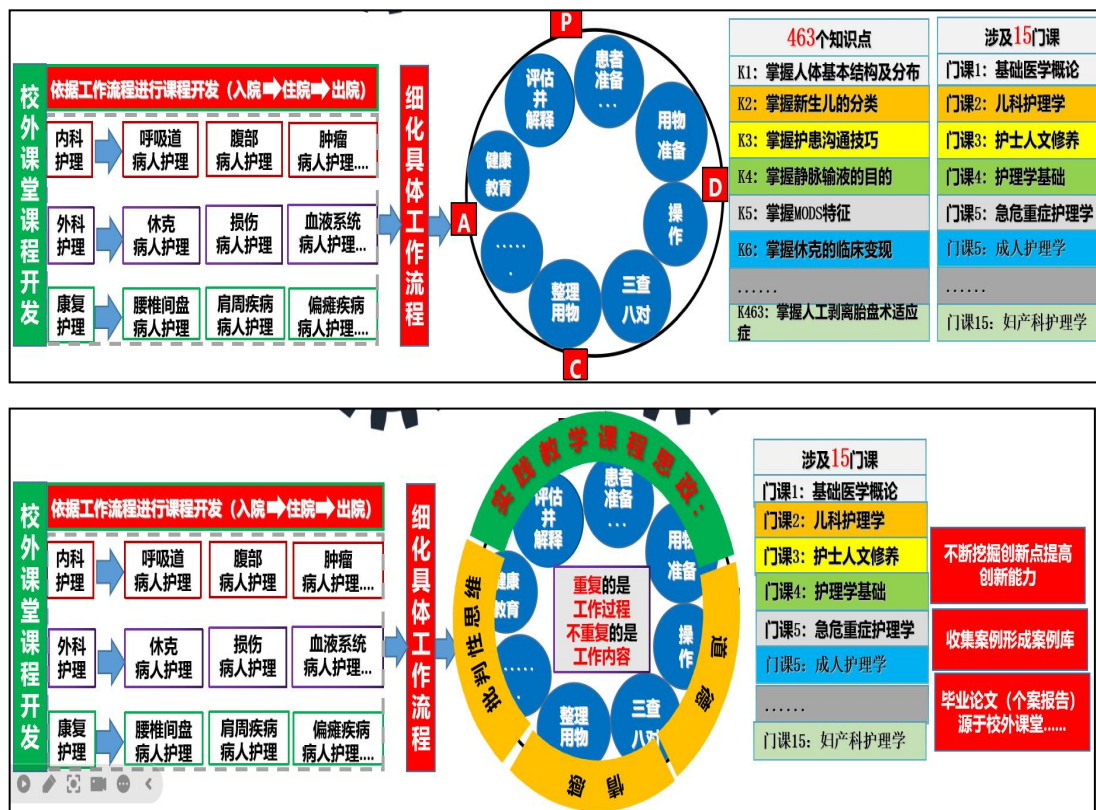 校外课堂课程开发
依据工作流程进行课程开发（入院➡住院➡出院）
内科
护理
呼吸道
病人护理
腹部
病人护理
肿瘤
病人护理....
外科
护理
休克
病人护理
损伤
病人护理
血液系统
病人护理...
康复
护理
腰椎间盘
病人护理
肩周疾病
病人护理
偏瘫疾病
病人护理...
细化具体工作流程
P
D
C
A
患者
准备
...
用物
准备
操
作
三查
八对
整理
用物
.....
.
健康
教育
评估
并
解释
463个知识点
K1：掌握人体基本结构及分布
K2：掌握新生儿的分类
K3：掌握护患沟通技巧
K4：掌握静脉输液的目的
K5：掌握MODS特征
K6：掌握休克的临床变现
......
K463：掌握人工剥离胎盘术适应
症
涉及15门课
门课1：基础医学概论
门课2：儿科护理学
门课3：护士人文修养
门课4：护理学基础
门课5：急危重症护理学
门课5：成人护理学
......
门课15：妇产科护理学
校外课堂课程开发
依据工作流程进行课程开发（入院➡住院➡出院）
内科
护理
呼吸道
病人护理
腹部
病人护理
肿瘤
病人护理....
外科
护理
休克
病人护理
损伤
病人护理
血液系统
病人护理...
康复
护理
腰椎间盘
病人护理
肩周疾病
病人护理
偏瘫疾病
病人护理...
细化具体工作流程
实践教学课程思政：
道德
情感
批判性思维
患者
准备
...
用物
准备
操
作
三查
八对
整理
用物
.....
.
健康
教育
评估
并
解释
重复的是
工作过程
不重复的是
工作内容
涉及15门课
门课1：基础医学概论
门课2：儿科护理学
门课3：护士人文修养
门课4：护理学基础
门课5：急危重症护理学
门课5：成人护理学
......
门课15：妇产科护理学
不断挖掘创新点提高
创新能力
收集案例形成案例库
毕业论文（个案报告）
源于校外课堂......